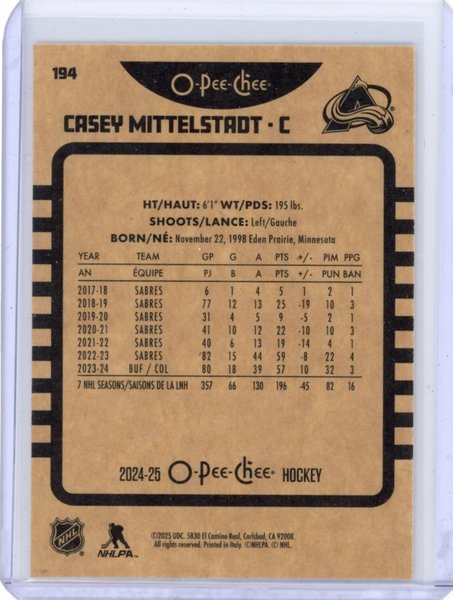 194
O-Pee-Chee®
CASEY MITTELSTADT - C
A
HT/HAUT: 6'1" WT/PDS: 195 lbs.
SHOOTS/LANCE: Left/Gauche
BORN/NÉ: November 22, 1998 Eden Prairie, Minnesota
YEAR TEAM GP G A PTS +/- PIM PPG
AN ÉQUIPE PJ B A PTS +/- PUN BAN
2017-18 SABRES 6 1 4 5 1 2 1
2018-19 SABRES 77 12 13 25 -19 10 3
2019-20 SABRES 31 4 5 9 -5 2 1
2020-21 SABRES 41 10 12 22 -10 10 3
2021-22 SABRES 40 6 13 19 -14 4 1
2022-23 SABRES 82 15 44 59 -8 22 4
2023-24 BUF / COL 80 18 39 57 10 32 3
7 NHL SEASONS/SAISONS DE LA LNH 357 66 130 196 -45 82 16
2024-25 O-Pee-Chee® HOCKEY
NHL
NHLPA™
©2025 UDC. 5830 El Camino Real, Carlsbad, CA 92008.
All rights reserved. Printed in Italy. ©NHLPA. © NHL.